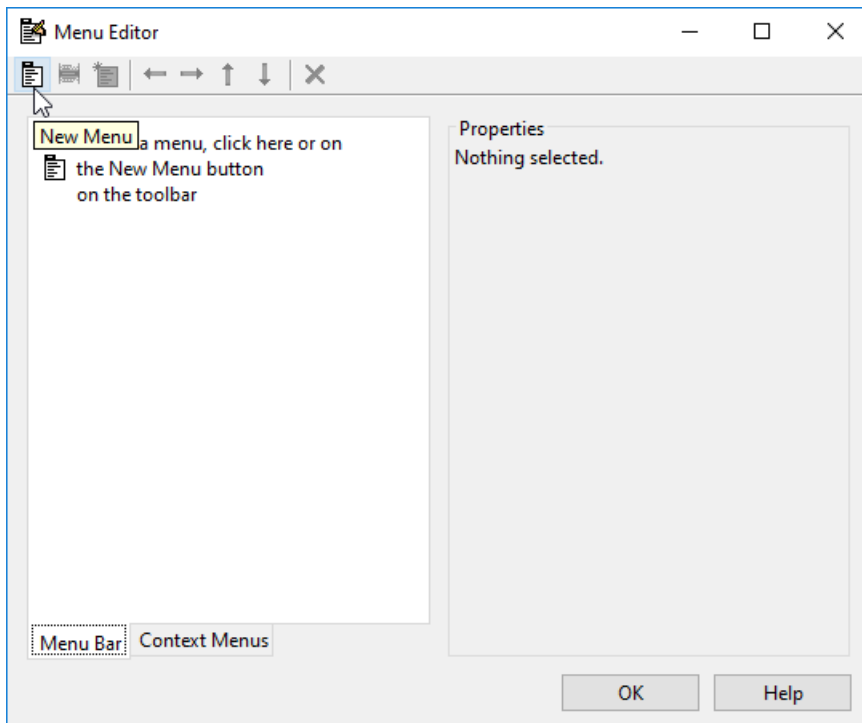 Menu Editor
New Menu
a menu, click here or on
the New Menu button
on the toolbar
Properties
Nothing selected.
Menu Bar
Context Menus
OK
Help